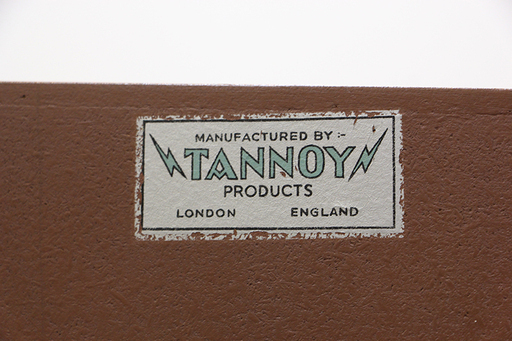 MANUFACTURED BY :-
TANNOY
PRODUCTS
LONDON ENGLAND